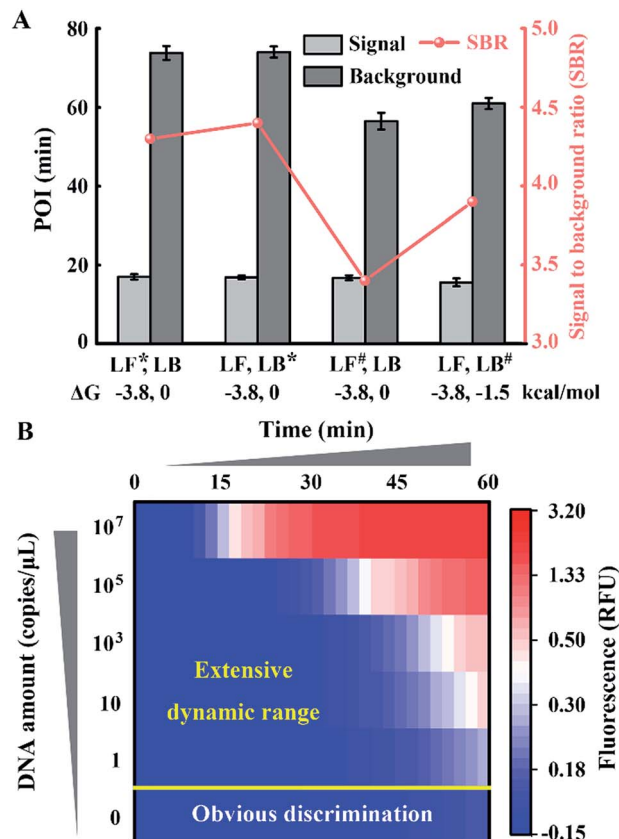 A
Signal
SBR
Background
POI (min)
80
60
40
20
0
Signal to background ratio (SBR)
5.0
4.5
4.0
3.5
3.0
LF*, LB
LF, LB*
LF#, LB
LF, LB#
ΔG -3.8, 0 -3.8, 0 -3.8, 0 -3.8, -1.5 kcal/mol
B
Time (min)
0 15 30 45 60
DNA amount (copies/μL)
10⁷
10⁵
10³
10
1
0
Extensive
dynamic range
Obvious discrimination
3.20
1.33
0.50
0.30
0.18
-0.15
Fluorescence (RFU)